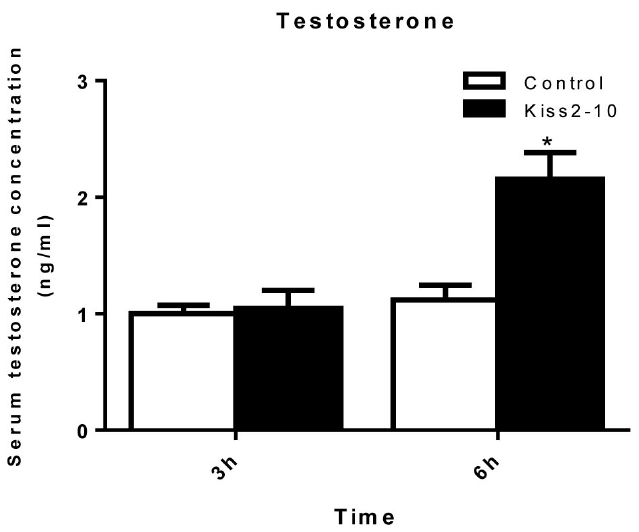 Testosterone
Control
Kiss2-10
*
3
2
1
0
Serum testosterone concentration
(ng/ml)
3h
6h
Time